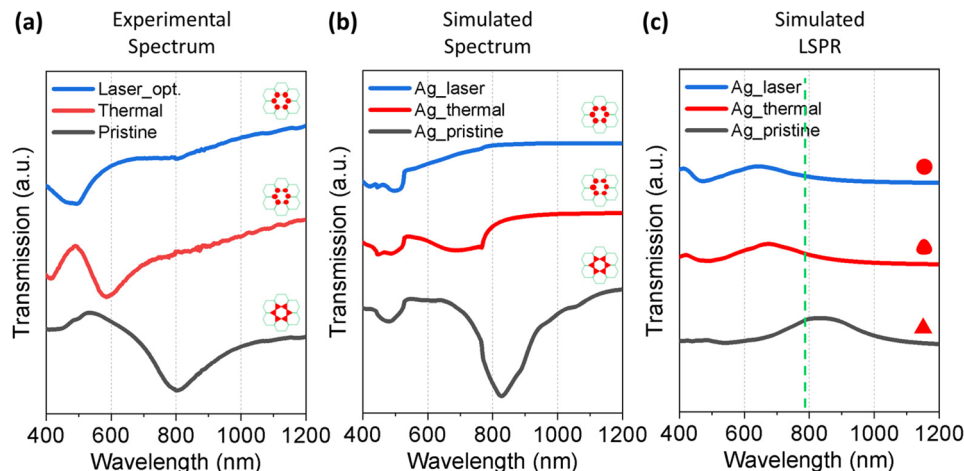 (a)
Experimental
Spectrum
Laser_opt.
Thermal
Pristine
Transmission (a.u.)
400 600 800 1000 1200
Wavelength (nm)
(b)
Simulated
Spectrum
Ag_laser
Ag_thermal
Ag_pristine
Transmission (a.u.)
400 600 800 1000 1200
Wavelength (nm)
(c)
Simulated
LSPR
Ag_laser
Ag_thermal
Ag_pristine
Transmission (a.u.)
400 600 800 1000 1200
Wavelength (nm)